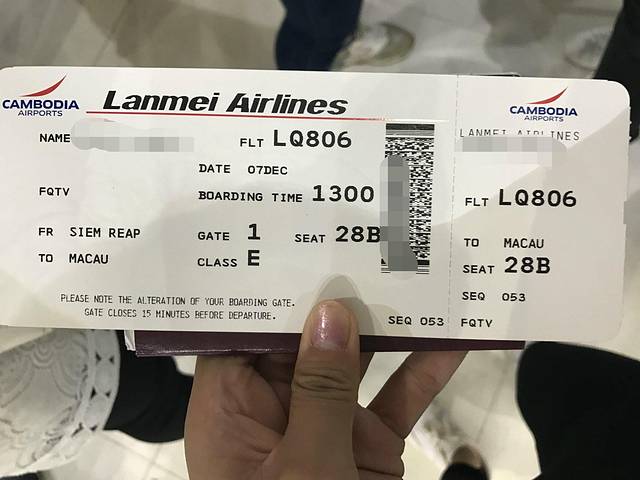 CAMBODIA
AIRPORTS
Lanmei Airlines
NAME
FLT LQ806
DATE 07DEC
FQTV
BOARDING TIME 1300
FR SIEM REAP
GATE 1 SEAT 28B
TO MACAU
CLASS E
PLEASE NOTE THE ALTERATION OF YOUR BOARDING GATE.
GATE CLOSES 15 MINUTES BEFORE DEPARTURE.
SEQ 053
CAMBODIA
AIRPORTS
LANMEI AIRLINES
FLT LQ806
TO MACAU
SEAT 28B
SEQ 053
FQTV